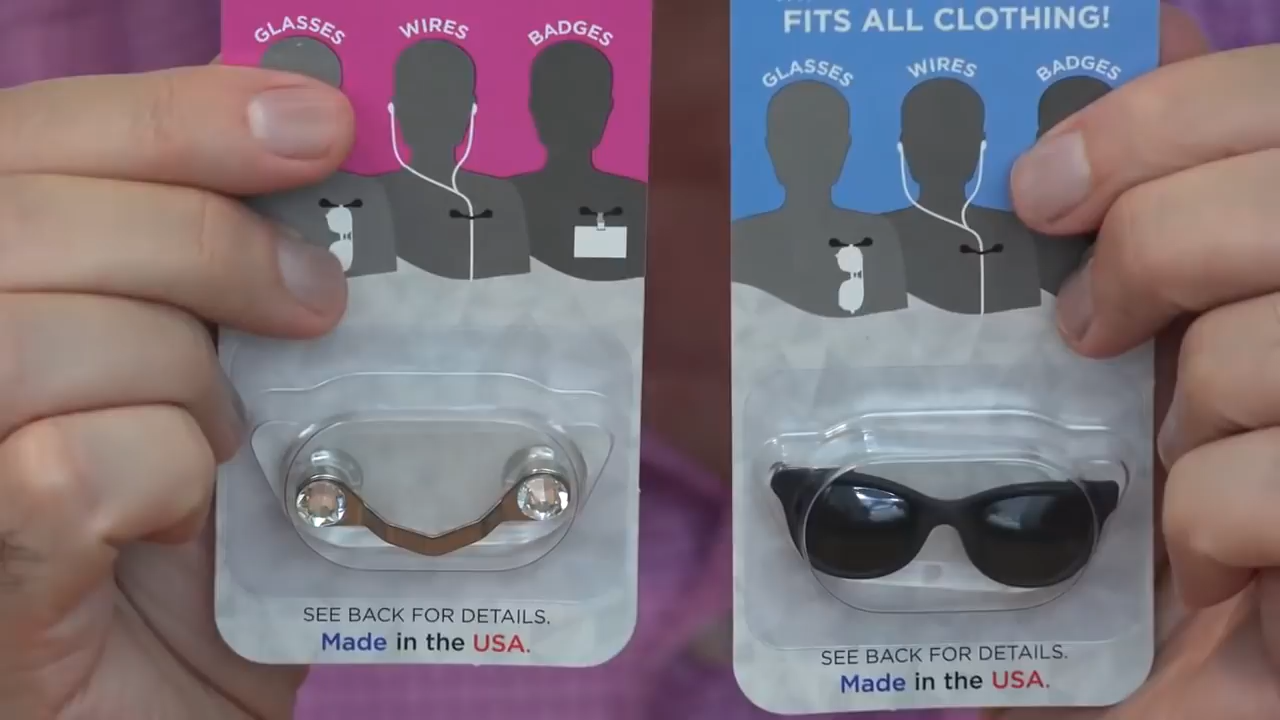 GLASSES WIRES BADGES
SEE BACK FOR DETAILS.
Made in the USA.
FITS ALL CLOTHING!
GLASSES WIRES BADGES
SEE BACK FOR DETAILS.
Made in the USA.